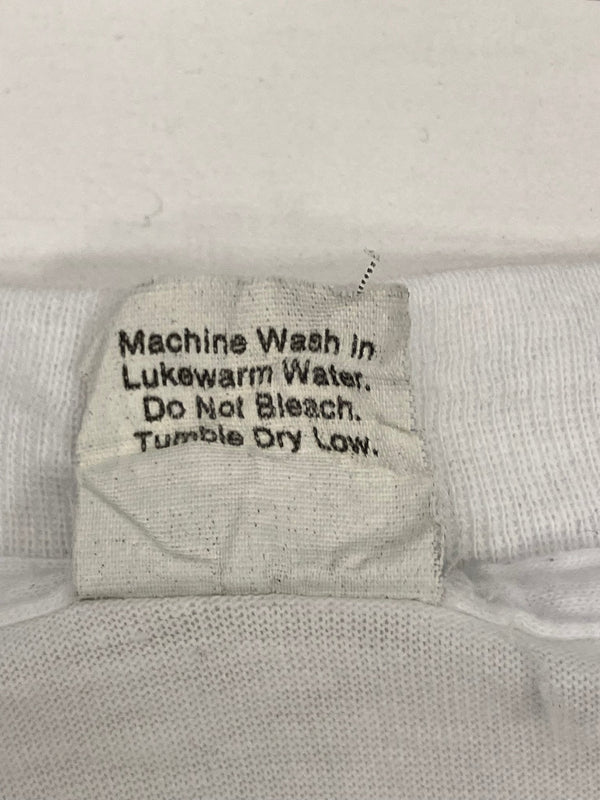 Machine Wash in
Lukewarm Water.
Do Not Bleach.
Tumble Dry Low.